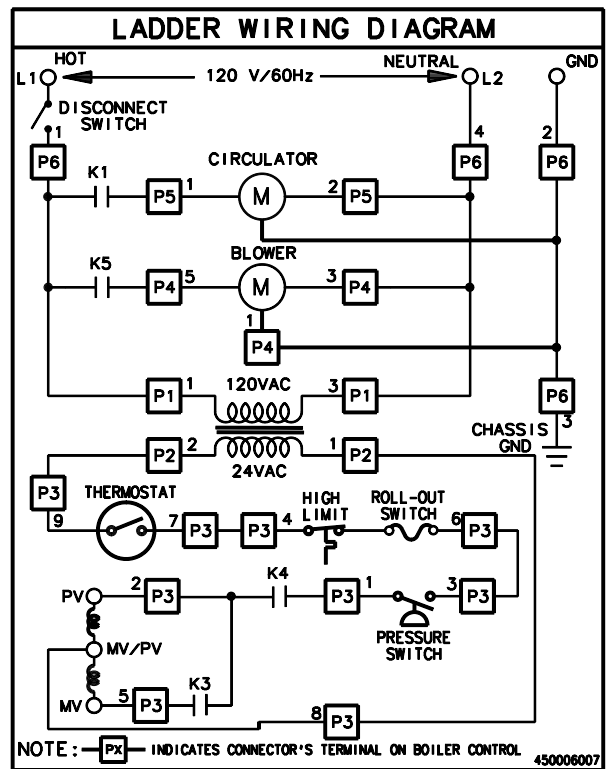 LADDER WIRING DIAGRAM
HOT NEUTRAL GND
L1 120 V/60Hz L2
DISCONNECT
SWITCH
1 4 2
P6 P6 P6
CIRCULATOR
K1 P5 1 M 2 P5
BLOWER
K5 P4 5 M 3 P4
1
P4
P1 1 120VAC 3 P1 P6
3
CHASSIS
GND
P2 2 24VAC 1 P2
P3
9
THERMOSTAT
HIGH
LIMIT
ROLL-OUT
SWITCH
7 P3 P3 4 6 P3
PV 2 P3 K4 P3 1 3 P3
PRESSURE
SWITCH
MV/PV
MV 5 P3 K3
8 P3
NOTE: Px INDICATES CONNECTOR'S TERMINAL ON BOILER CONTROL
450006007